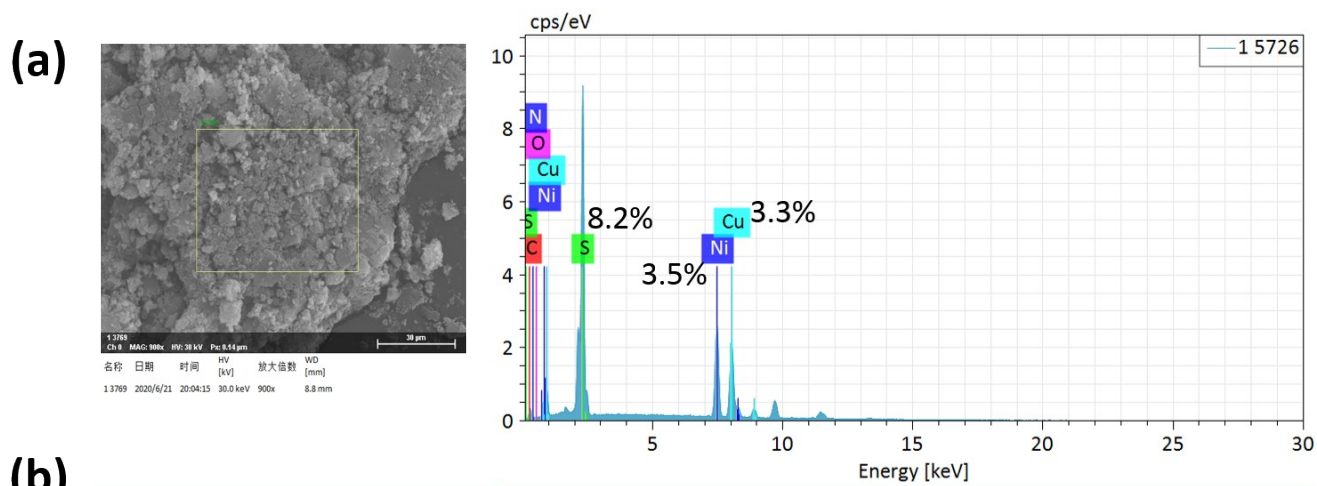 (a)
1 3769
Ch 0 MAG: 900x HV: 30 kV Px: 0.14 µm
30 µm
名称 日期 时间 HV [kV] 放大倍数 WD [mm]
1 3769 2020/6/21 20:04:15 30.0 keV 900x 8.8 mm
cps/eV
1 5726
10
8
6
4
2
0
N
O
Cu
Ni
S
C
8.2%
S
Cu 3.3%
Ni
3.5%
5 10 15 20 25 30
Energy [keV]
(b)